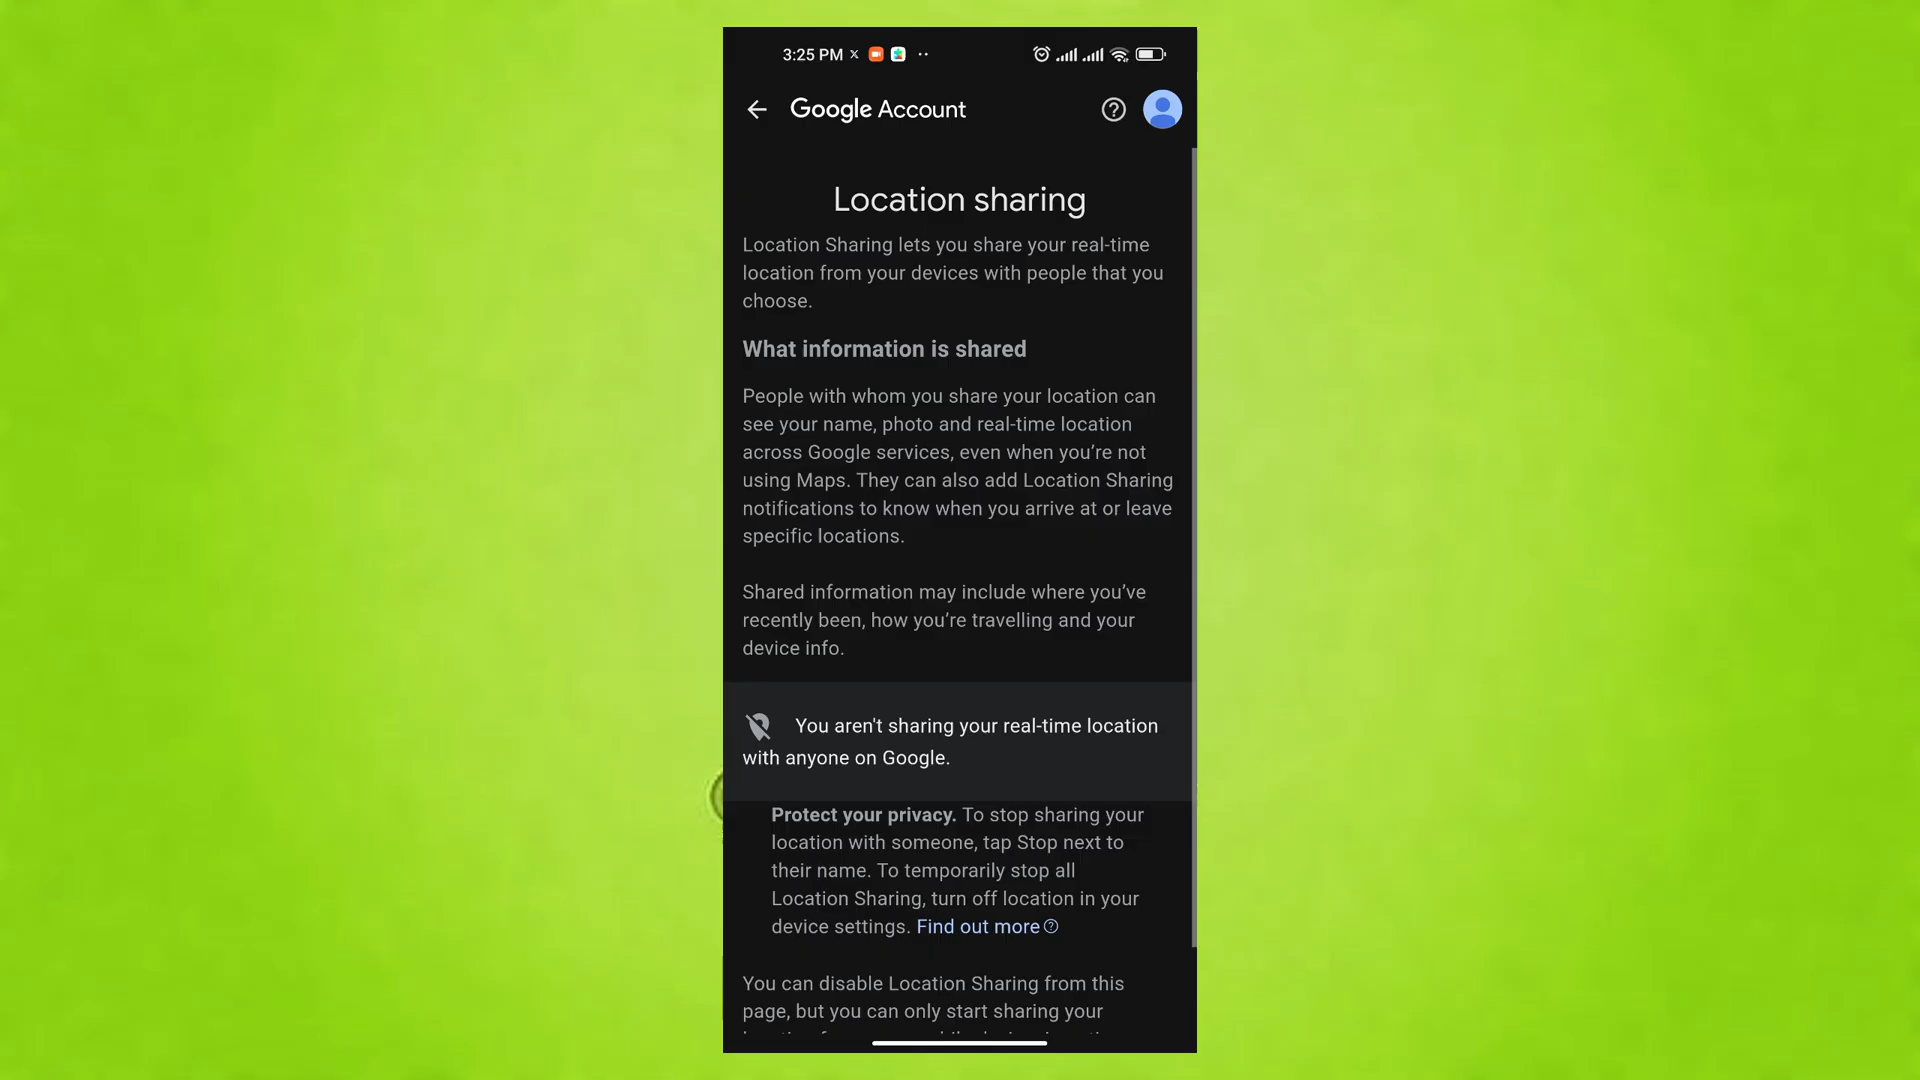 3:25 PM
Google Account
Location sharing
Location Sharing lets you share your real-time
location from your devices with people that you
choose.
What information is shared
People with whom you share your location can
see your name, photo and real-time location
across Google services, even when you’re not
using Maps. They can also add Location Sharing
notifications to know when you arrive at or leave
specific locations.
Shared information may include where you’ve
recently been, how you’re travelling and your
device info.
You aren't sharing your real-time location
with anyone on Google.
Protect your privacy. To stop sharing your
location with someone, tap Stop next to
their name. To temporarily stop all
Location Sharing, turn off location in your
device settings. Find out more
You can disable Location Sharing from this
page, but you can only start sharing your